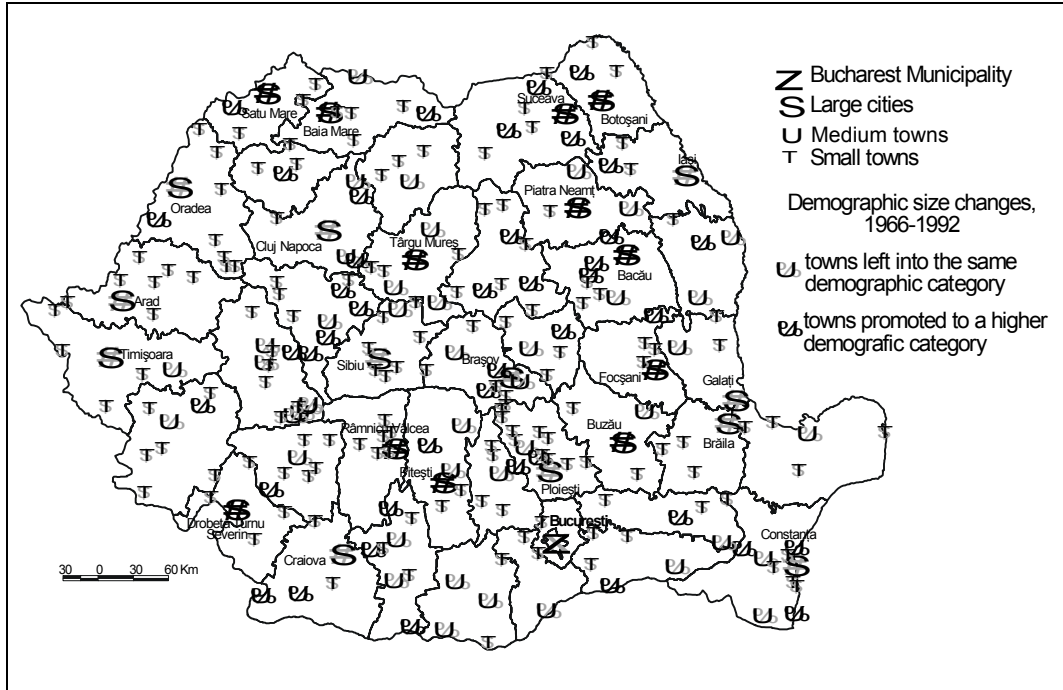 Bucharest Municipality
Large cities
Medium towns
Small towns
Demographic size changes,
1966-1992
towns left into the same
demographic category
towns promoted to a higher
demografic category
Satu Mare
Baia Mare
Suceava
Botoşani
Iaşi
Oradea
Cluj Napoca
Târgu Mureş
Piatra Neamţ
Bacău
Arad
Timişoara
Sibiu
Braşov
Focşani
Galaţi
Brăila
Buzău
Râmnicu Vâlcea
Piteşti
Ploieşti
Bucureşti
Drobeta Turnu
Severin
Craiova
Constanţa
30 0 30 60 Km